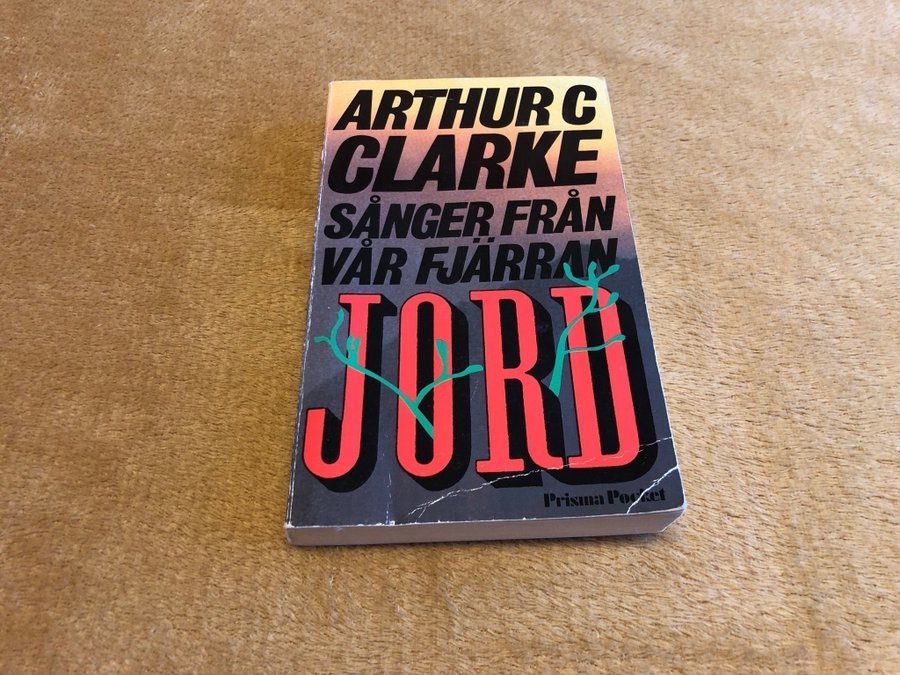 ARTHUR C
CLARKE
SÅNGER FRÅN
VÅR FJÄRRAN
JORD
Prisma Pocket